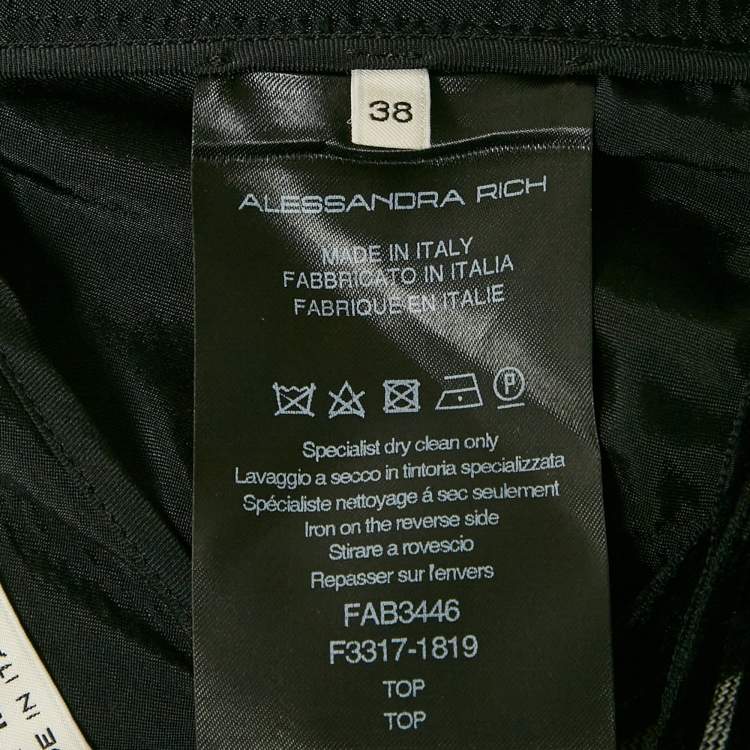 38
ALESSANDRA RICH
MADE IN ITALY
FABBRICATO IN ITALIA
FABRIQUE EN ITALIE
P
Specialist dry clean only
Lavaggio a secco in tintoria specializzata
Spécialiste nettoyage á sec seulement
Iron on the reverse side
Stirare a rovescio
Repasser sur l'envers
FAB3446
F3317-1819
TOP
TOP